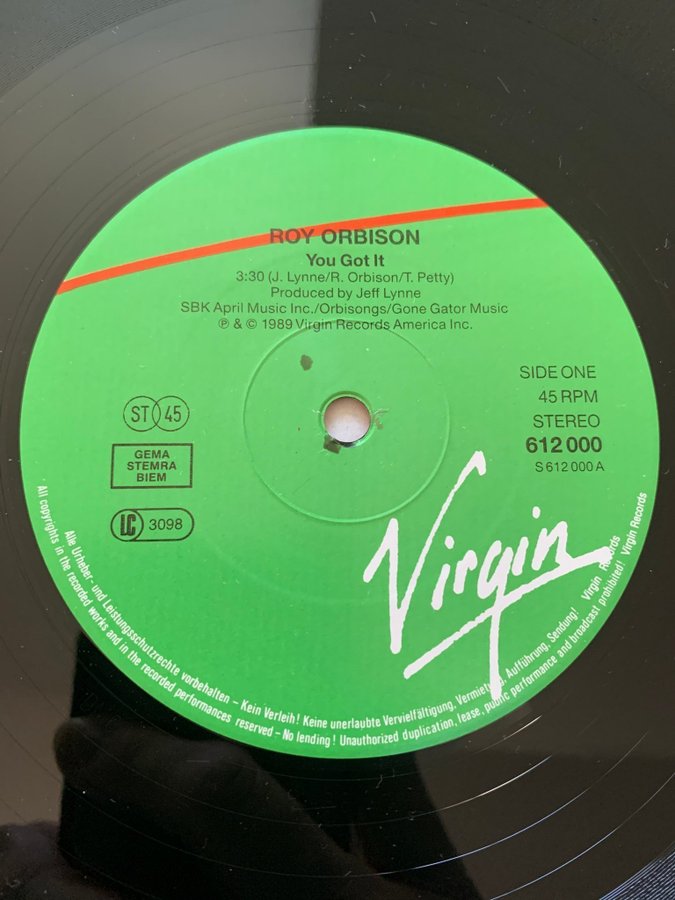 ROY ORBISON
You Got It
3:30 (J. Lynne/R. Orbison/T. Petty)
Produced by Jeff Lynne
SBK April Music Inc./Orbisongs/Gone Gator Music
℗ & © 1989 Virgin Records America Inc.
SIDE ONE
45 RPM
STEREO
612 000
S 612 000 A
ST 45
GEMA
STEMRA
BIEM
LC 3098
Virgin
Alle Urheber- und Leistungsschutzrechte vorbehalten – Kein Verleih! Keine unerlaubte Vervielfältigung, Vermietung, Aufführung, Sendung! Virgin Records
All copyrights in the recorded works and in the recorded performances reserved – No lending! Unauthorized duplication, lease, public performance and broadcast prohibited! Virgin Records